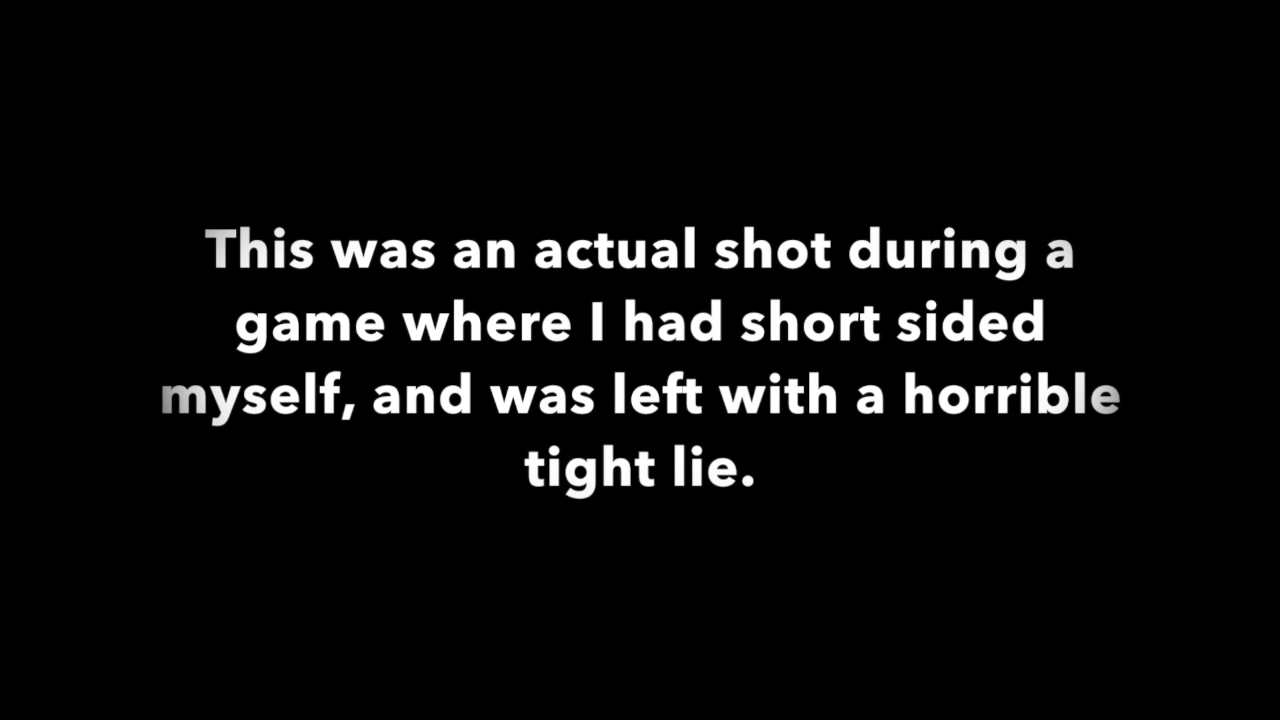 This was an actual shot during a
game where I had short sided
myself, and was left with a horrible
tight lie.